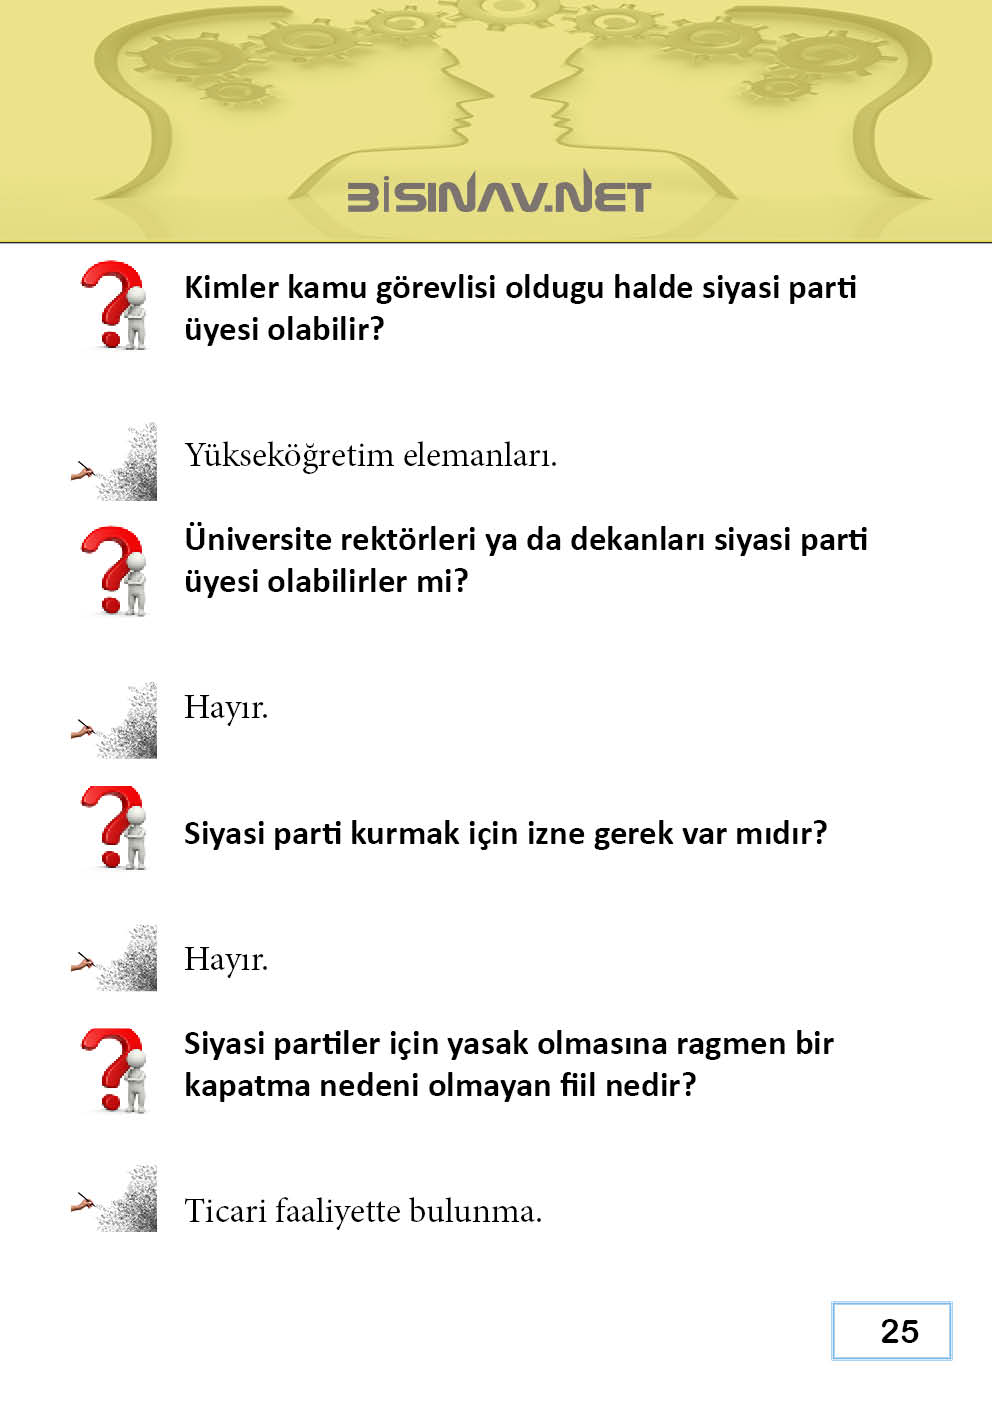 BİSINAV.NET
Kimler kamu görevlisi oldugu halde siyasi parti
üyesi olabilir?
Yükseköğretim elemanları.
Üniversite rektörleri ya da dekanları siyasi parti
üyesi olabilirler mi?
Hayır.
Siyasi parti kurmak için izne gerek var mıdır?
Hayır.
Siyasi partiler için yasak olmasına ragmen bir
kapatma nedeni olmayan fiil nedir?
Ticari faaliyette bulunma.
25